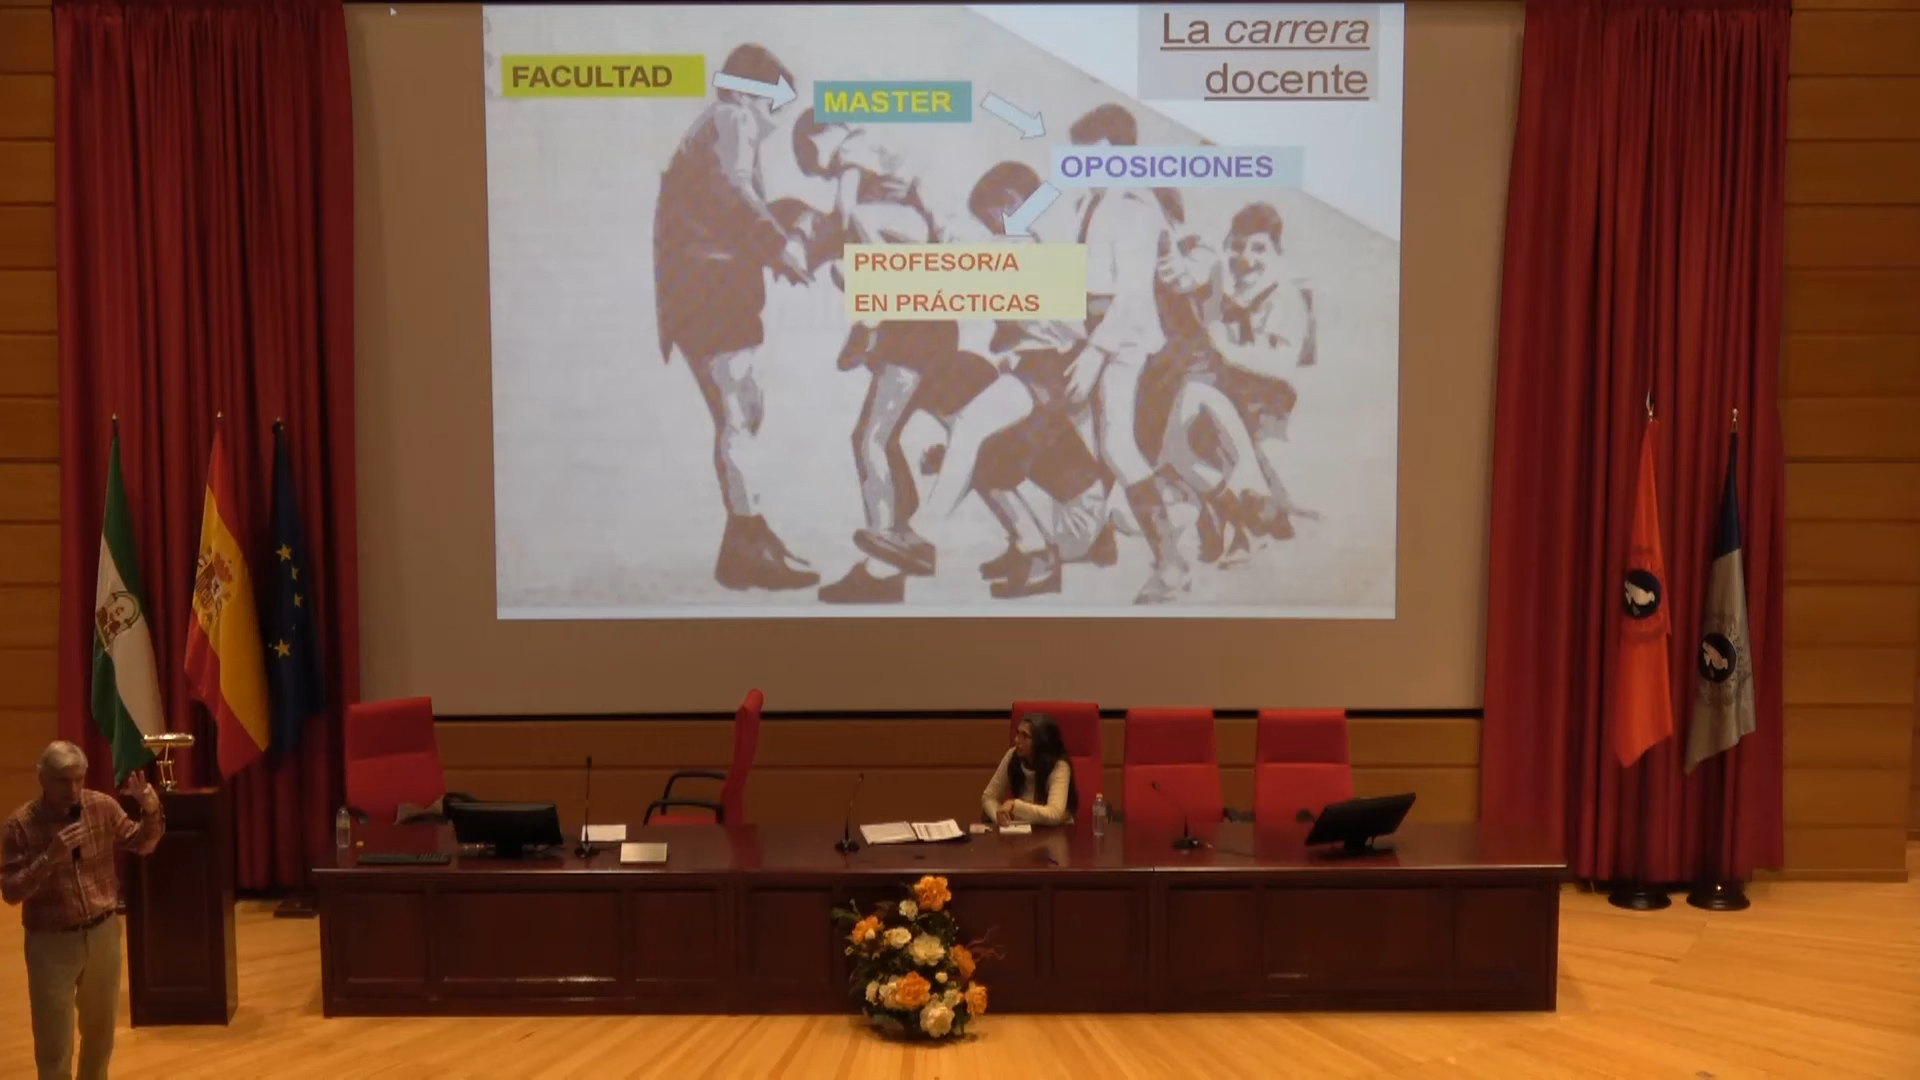 La carrera
docente
FACULTAD
MASTER
OPOSICIONES
PROFESOR/A
EN PRÁCTICAS